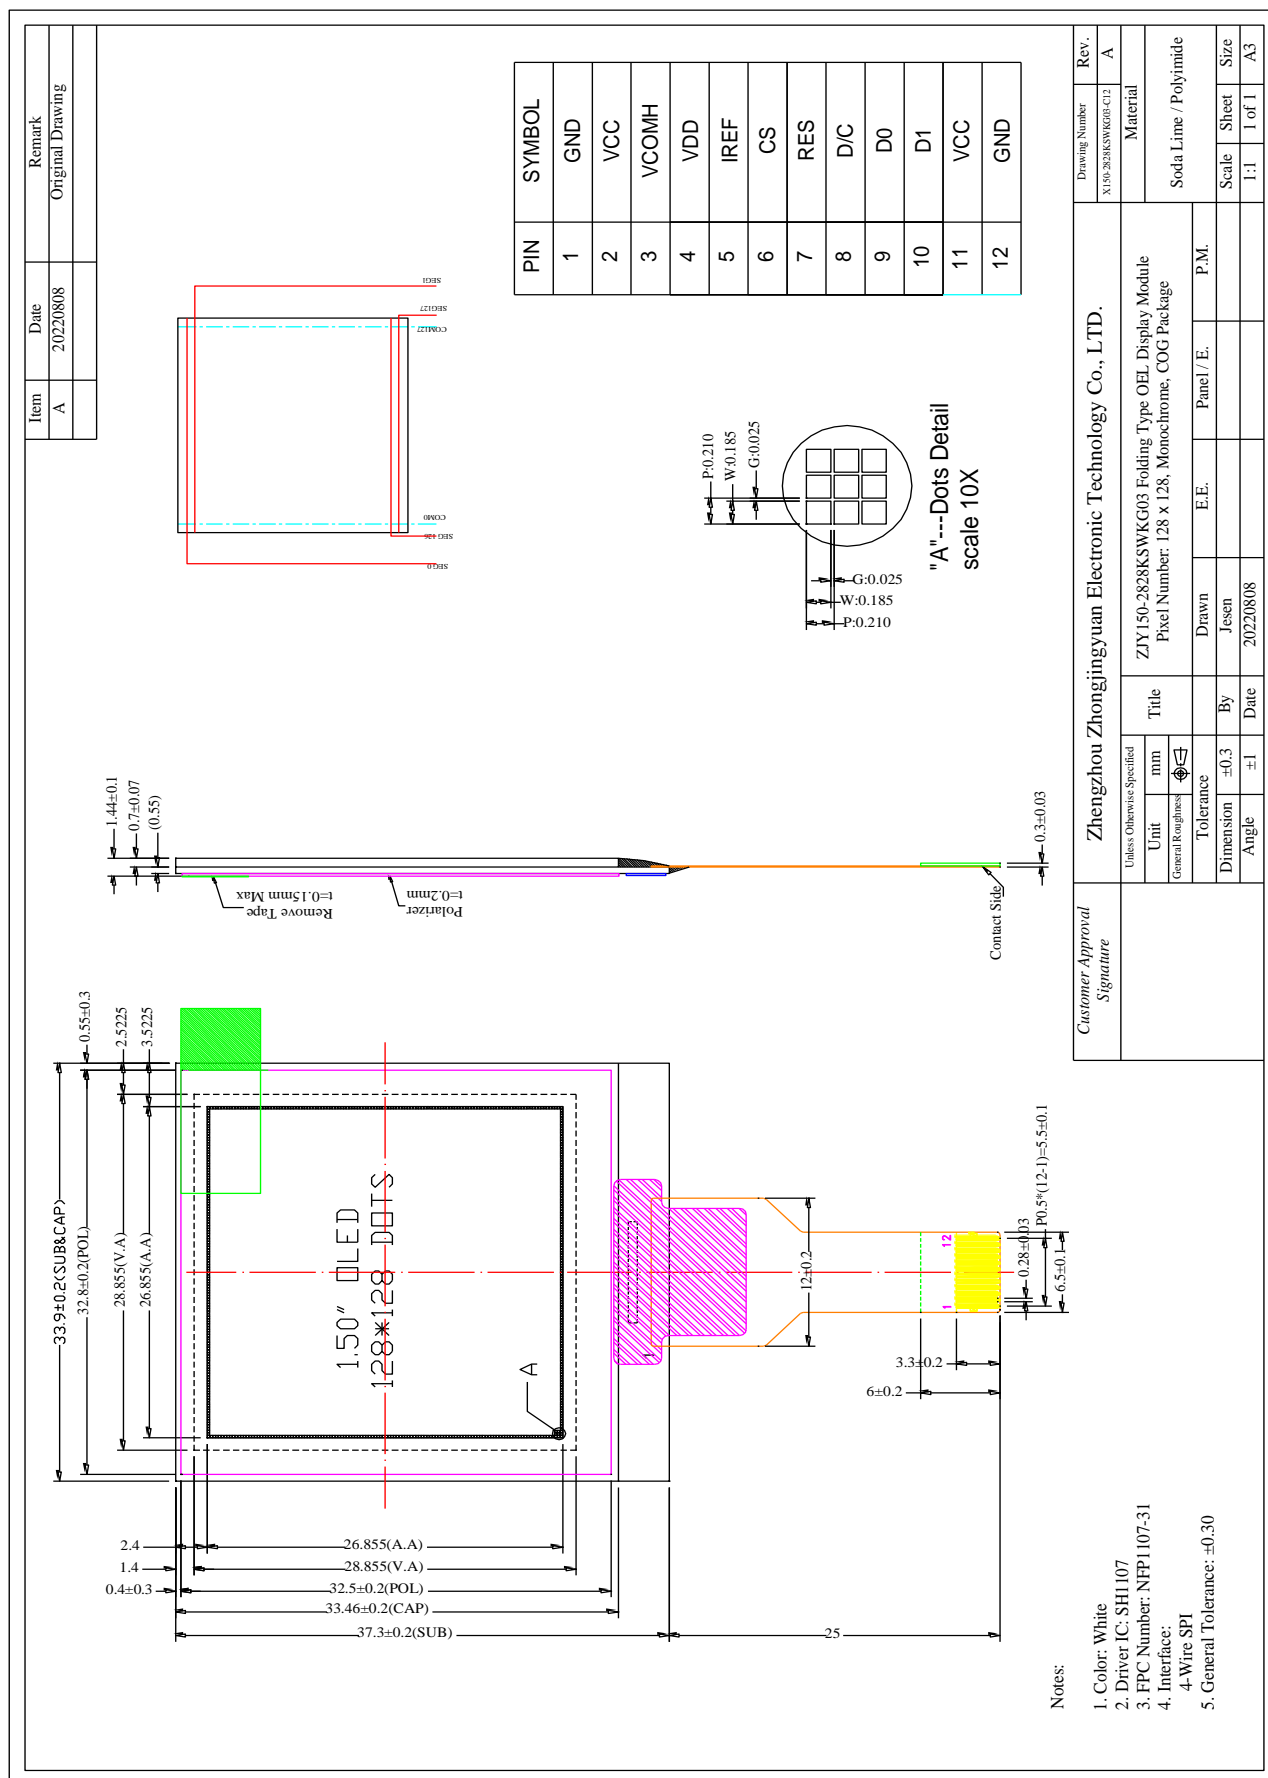 Item Date Remark
A 20220808 Original Drawing
33.9±0.2(SUB&CAP)
32.8±0.2(POL)
28.855(V.A)
26.855(A.A)
0.55±0.3
2.5225
3.5225
1.50" OLED
128*128 DOTS
A
2.4
1.4
0.4±0.3
26.855(A.A)
28.855(V.A)
32.5±0.2(POL)
33.46±0.2(CAP)
37.3±0.2(SUB)
25
1
12±0.2
1
12
3.3±0.2
6±0.2
0.28±0.03
P0.5*(12-1)=5.5±0.1
6.5±0.1
1.44±0.1
0.7±0.07
(0.55)
Remove Tape
t=0.15mm Max
Polarizer
t=0.2mm
Contact Side
0.3±0.03
SEG0
SEG126
COM0
COM127
SEG127
SEG1
P:0.210
W:0.185
G:0.025
G:0.025
W:0.185
P:0.210
"A"---Dots Detail
scale 10X
PIN SYMBOL
1 GND
2 VCC
3 VCOMH
4 VDD
5 IREF
6 CS
7 RES
8 D/C
9 D0
10 D1
11 VCC
12 GND
Notes:
1. Color: White
2. Driver IC: SH1107
3. FPC Number: NFP1107-31
4. Interface:
4-Wire SPI
5. General Tolerance: ±0.30
Customer Approval
Signature
Zhengzhou Zhongjingyuan Electronic Technology Co., LTD.
Drawing Number Rev.
X150-2828KSWKG03-C12 A
Unless Otherwise Specified
Unit mm
General Roughness
Tolerance
Dimension ±0.3
Angle ±1
Title
ZJY150-2828KSWKG03 Folding Type OEL Display Module
Pixel Number: 128 x 128, Monochrome, COG Package
Material
Soda Lime / Polyimide
Drawn E.E. Panel / E. P.M.
By Jesen
Date 20220808
Scale Sheet Size
1:1 1 of 1 A3